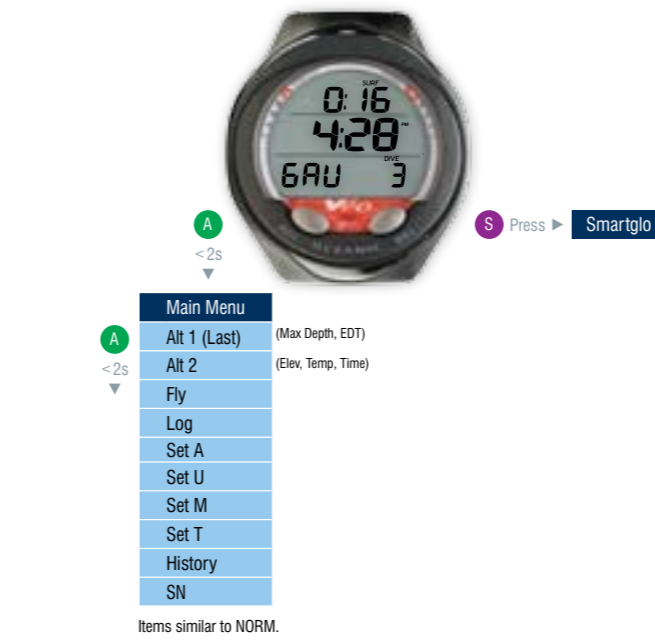 SURF
0:16
4:28 PM
DIVE
GAU 3
OCEANIC
A
<2s
▼
S Press ► Smartglo
Main Menu
A
<2s
▼
Alt 1 (Last) (Max Depth, EDT)
Alt 2 (Elev, Temp, Time)
Fly
Log
Set A
Set U
Set M
Set T
History
SN
Items similar to NORM.